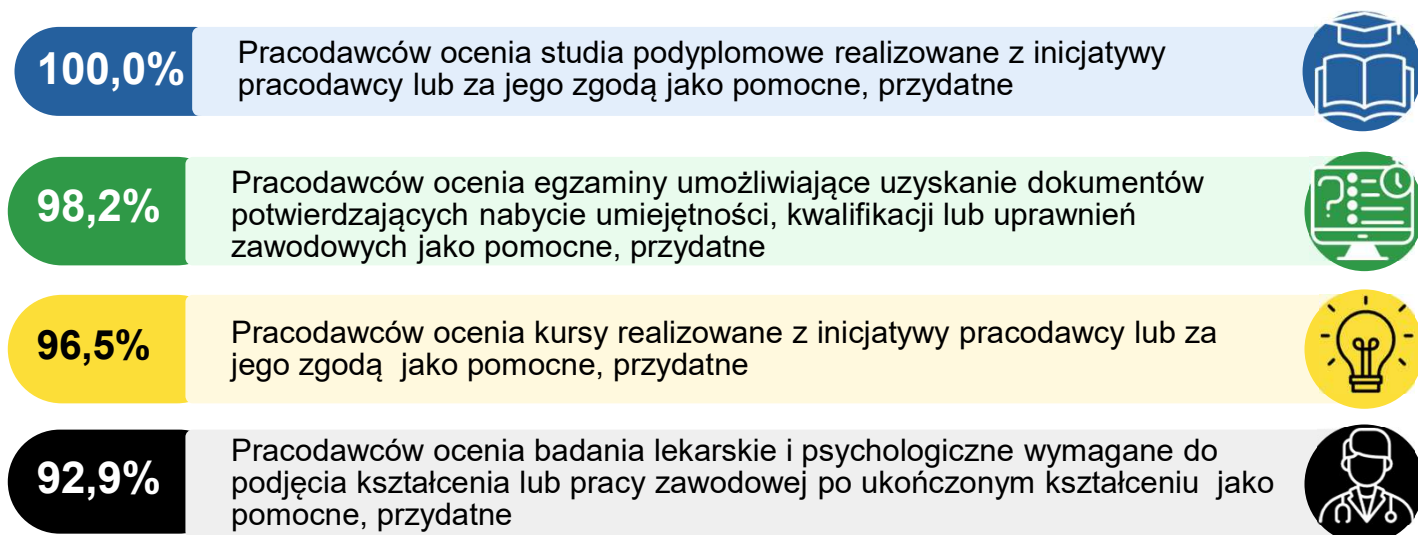 100,0%
Pracodawców ocenia studia podyplomowe realizowane z inicjatywy
pracodawcy lub za jego zgodą jako pomocne, przydatne
98,2%
Pracodawców ocenia egzaminy umożliwiające uzyskanie dokumentów
potwierdzających nabycie umiejętności, kwalifikacji lub uprawnień
zawodowych jako pomocne, przydatne
96,5%
Pracodawców ocenia kursy realizowane z inicjatywy pracodawcy lub za
jego zgodą  jako pomocne, przydatne
92,9%
Pracodawców ocenia badania lekarskie i psychologiczne wymagane do
podjęcia kształcenia lub pracy zawodowej po ukończonym kształceniu  jako
pomocne, przydatne